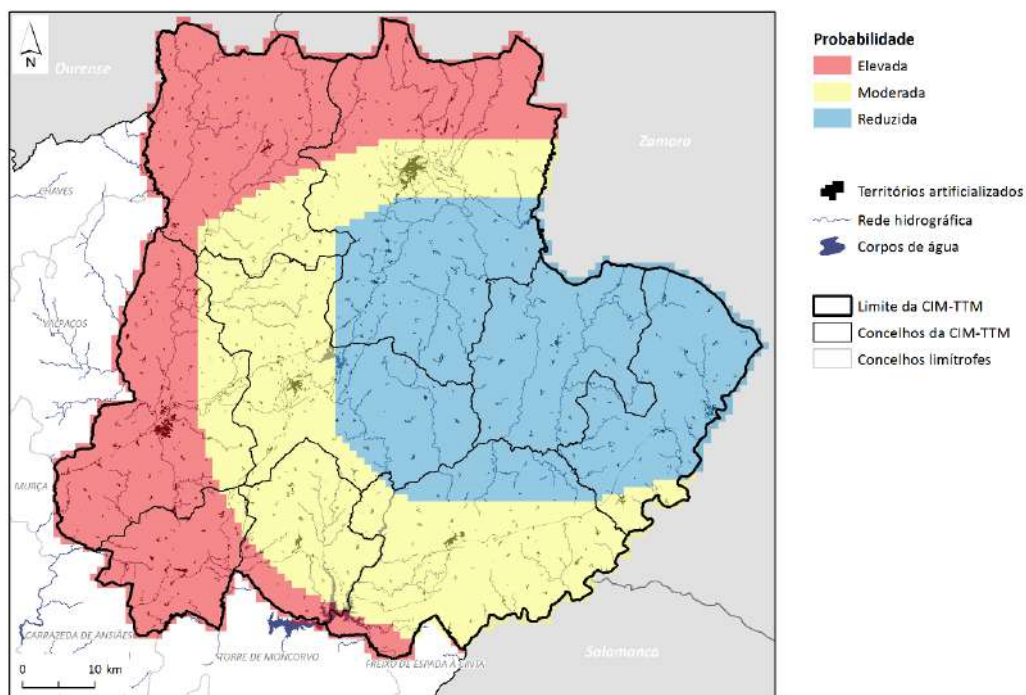 N
Ourense
Zamora
CHAVES
VALPAÇOS
MURÇA
CARRAZEDA DE ANSIÃES
TORRE DE MONCORVO
FREIXO DE ESPADA À CINTA
Salamanca
0 10 km
Probabilidade
Elevada
Moderada
Reduzida
Territórios artificializados
Rede hidrográfica
Corpos de água
Limite da CIM-TTM
Concelhos da CIM-TTM
Concelhos limítrofes